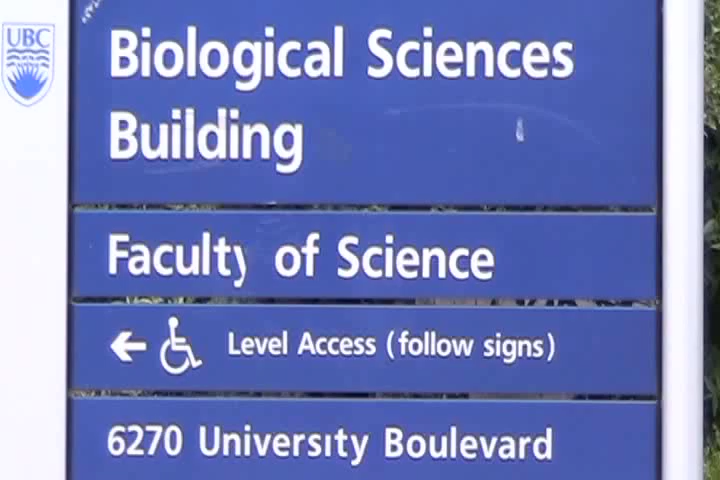 UBC
Biological Sciences
Building
Faculty of Science
Level Access (follow signs)
6270 University Boulevard